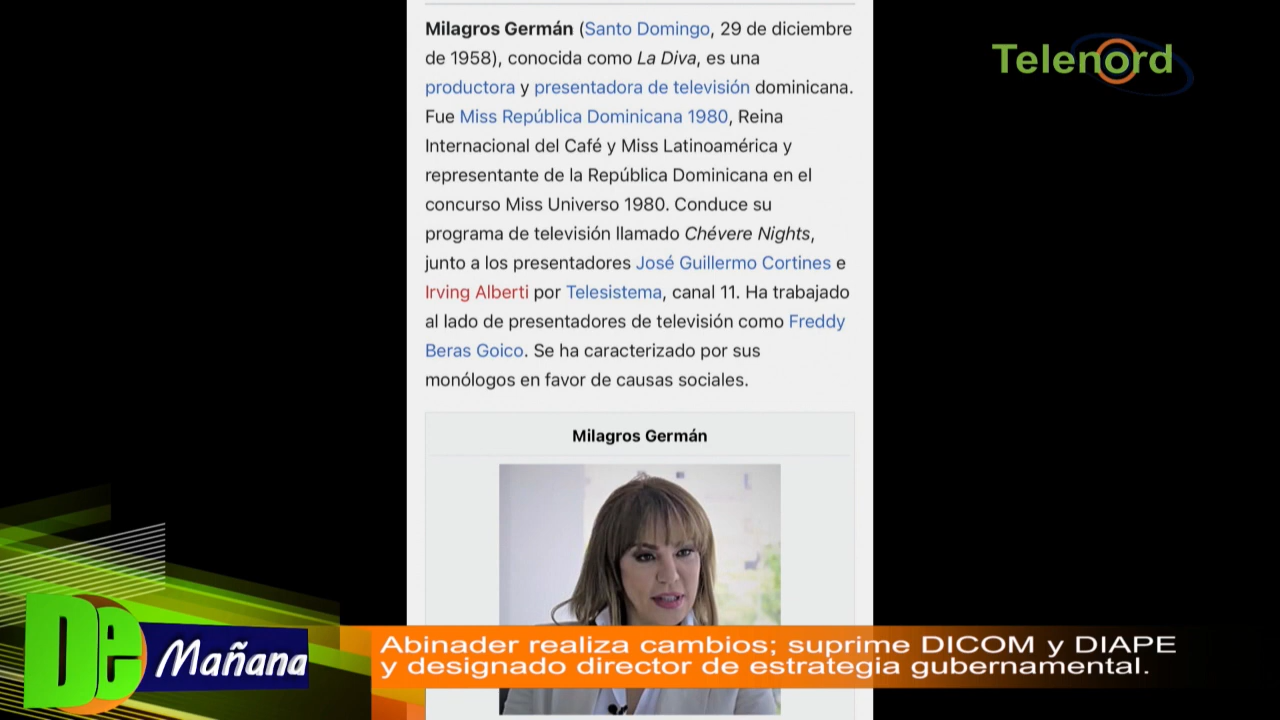 Milagros Germán (Santo Domingo, 29 de diciembre
de 1958), conocida como La Diva, es una
productora y presentadora de televisión dominicana.
Fue Miss República Dominicana 1980, Reina
Internacional del Café y Miss Latinoamérica y
representante de la República Dominicana en el
concurso Miss Universo 1980. Conduce su
programa de televisión llamado Chévere Nights,
junto a los presentadores José Guillermo Cortines e
Irving Alberti por Telesistema, canal 11. Ha trabajado
al lado de presentadores de televisión como Freddy
Beras Goico. Se ha caracterizado por sus
monólogos en favor de causas sociales.
Milagros Germán
Telenord
De Mañana
Abinader realiza cambios; suprime DICOM y DIAPE
y designado director de estrategia gubernamental.